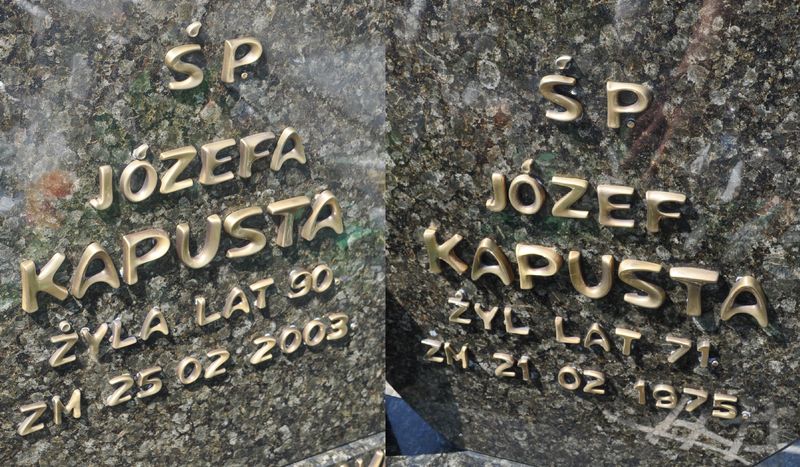 Ś.P.
JÓZEFA
KAPUSTA
ŻYŁA LAT 90.
ZM 25 02 2003.
Ś P.
JÓZEF
KAPUSTA
ŻYŁ LAT 71.
ZM 21 02 1975.